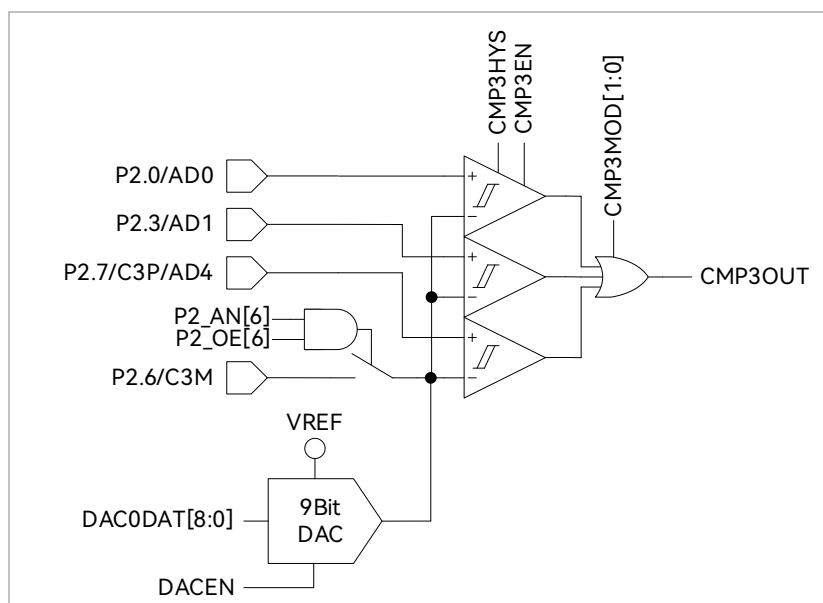 CMP3HYS
CMP3EN
CMP3MOD[1:0]
P2.0/AD0
+
-
P2.3/AD1
+
-
P2.7/C3P/AD4
CMP3OUT
P2_AN[6]
P2_OE[6]
+
-
P2.6/C3M
VREF
DAC0DAT[8:0]
9Bit
DAC
DACEN